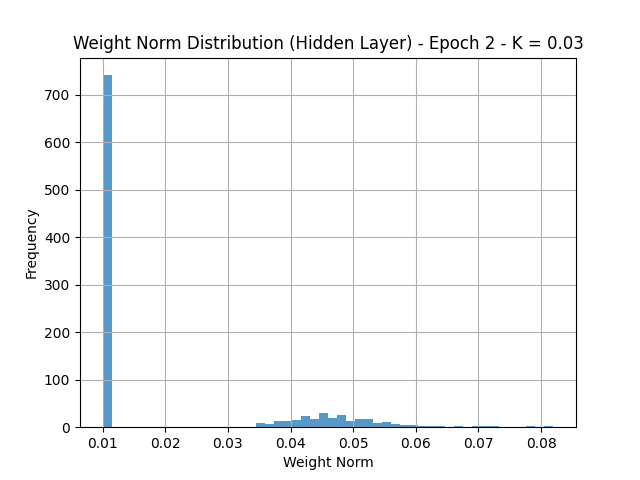 Weight Norm Distribution (Hidden Layer) - Epoch 2 - K = 0.03
700
600
500
400
300
200
100
0
Frequency
0.01 0.02 0.03 0.04 0.05 0.06 0.07 0.08
Weight Norm